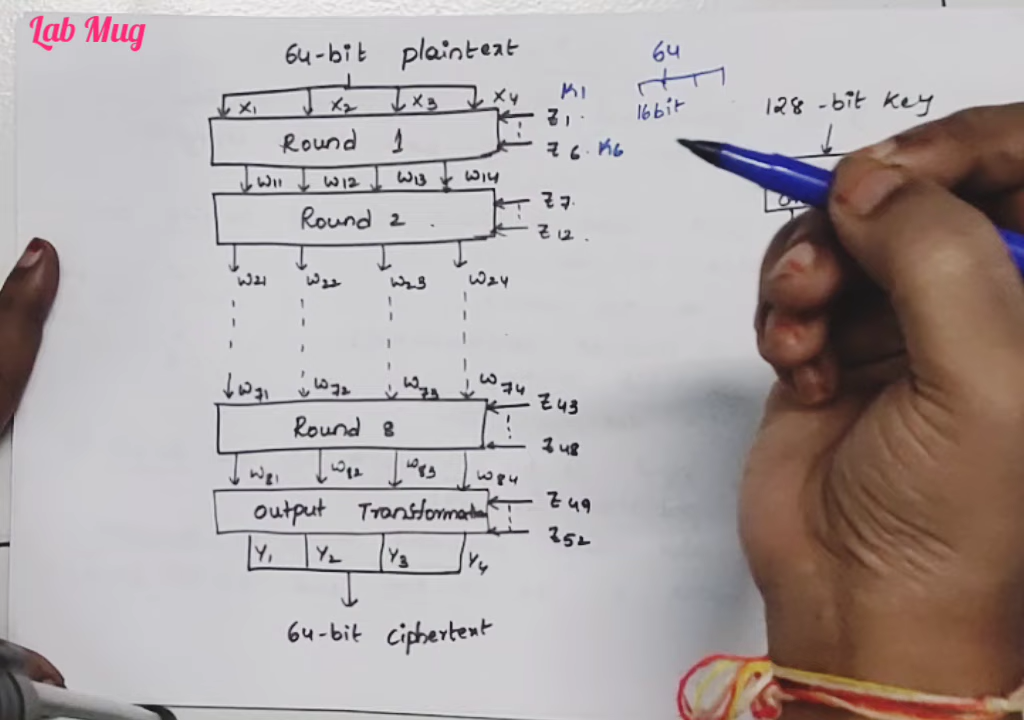 Lab Mug
64-bit plaintext
64
X1 X2 X3 X4 K1
16bit
128-bit key
Round 1
Z1.
Z6. K6
W11 W12 W13 W14
Round 2.
Z7.
Z12.
W21 W22 W23 W24
W71 W72 W73 W74
Round 8
Z43
Z48
W81 W82 W83 W84
Output Transformation
Z49
Z52
Y1 Y2 Y3 Y4
64-bit ciphertext